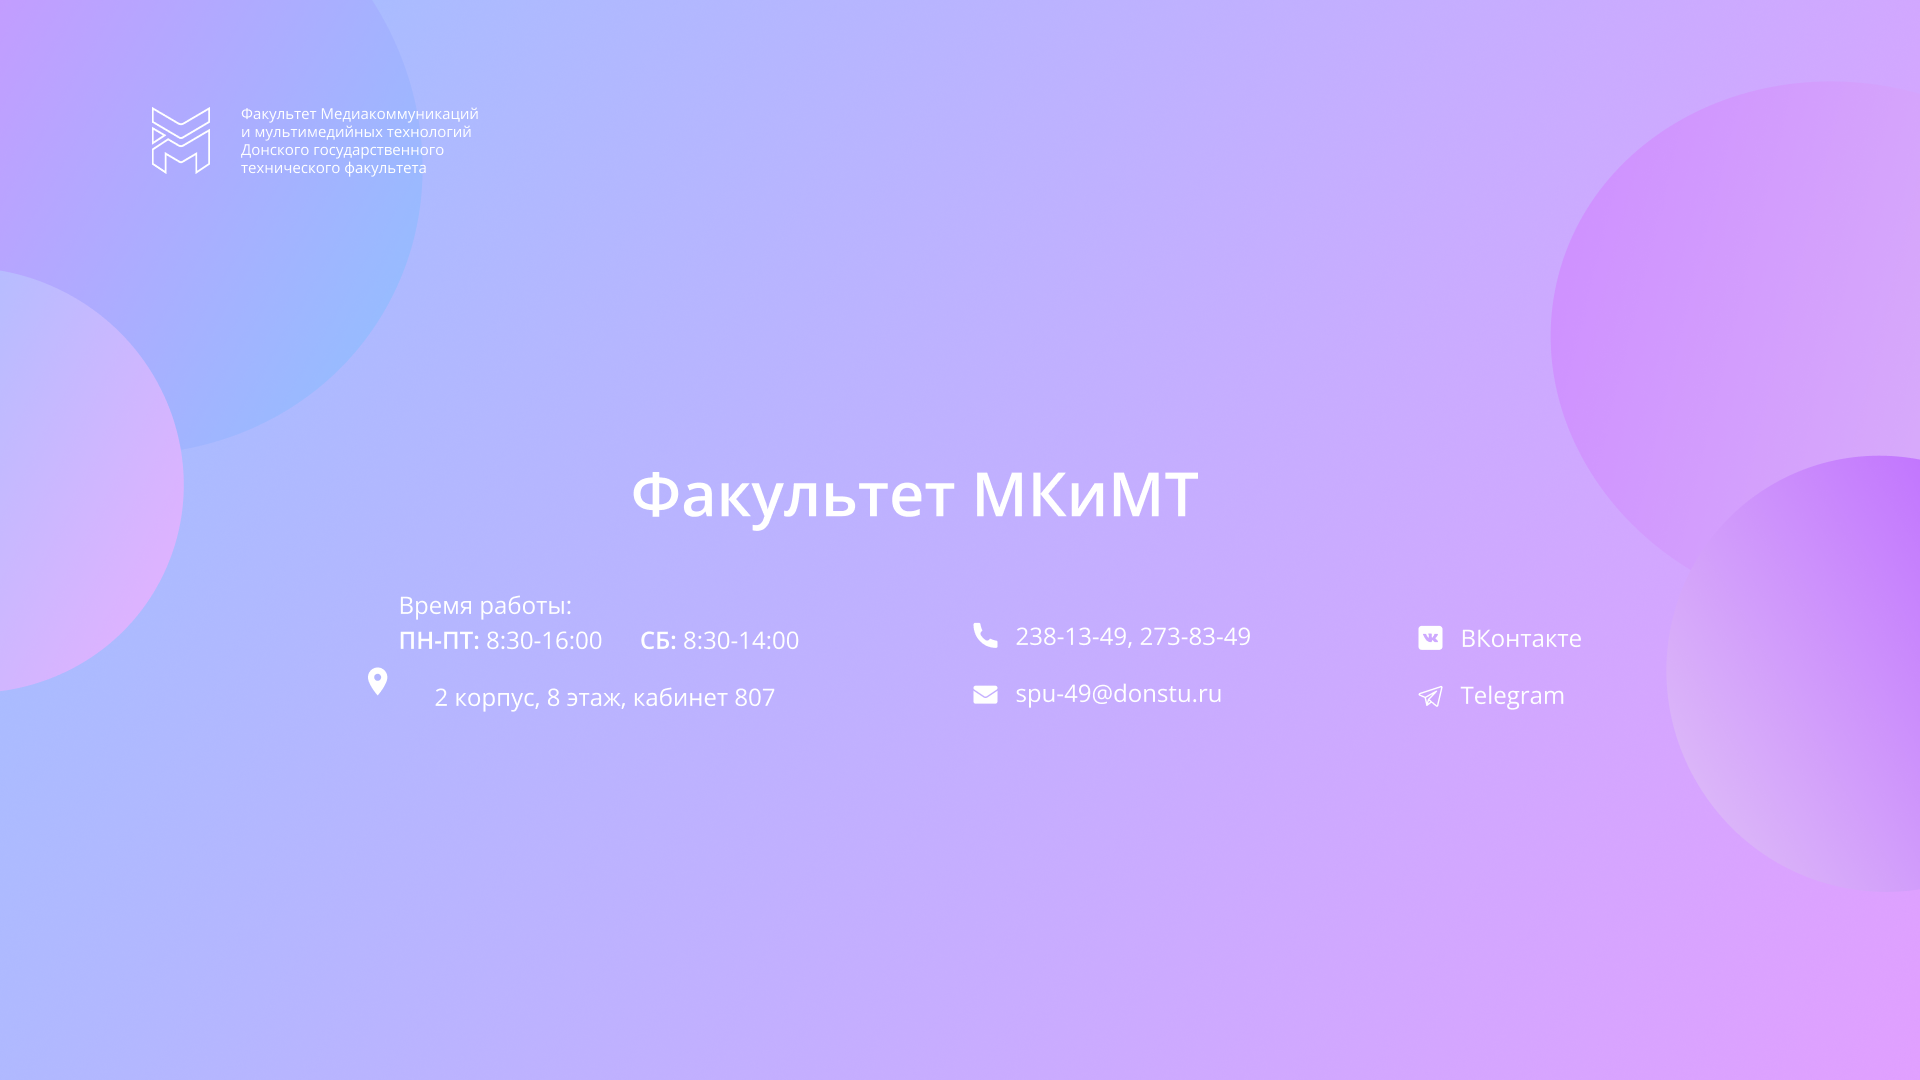 Факультет Медиакоммуникаций
и мультимедийных технологий
Донского государственного
технического факультета
Факультет МКиМТ
Время работы:
ПН-ПТ: 8:30-16:00 СБ: 8:30-14:00
2 корпус, 8 этаж, кабинет 807
238-13-49, 273-83-49
spu-49@donstu.ru
ВКонтакте
Telegram